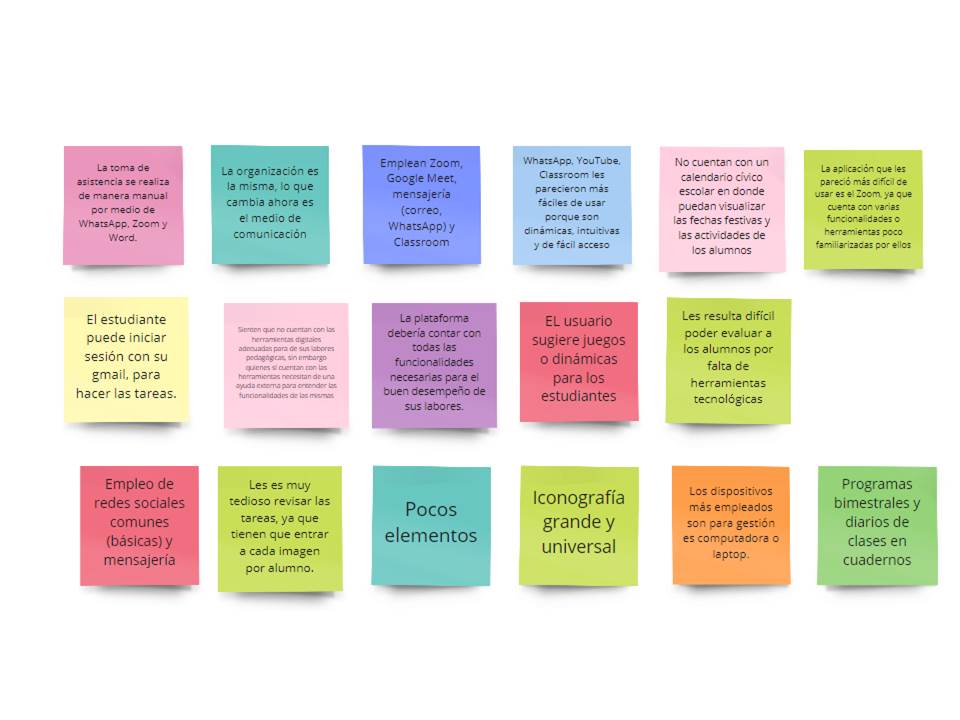 La toma de
asistencia se realiza
de manera manual
por medio de
WhatsApp, Zoom y
Word.
La organización es
la misma, lo que
cambia ahora es
el medio de
comunicación
Emplean Zoom,
Google Meet,
mensajería
(correo,
WhatsApp) y
Classroom
WhatsApp, YouTube,
Classroom les
parecieron más
fáciles de usar
porque son
dinámicas, intuitivas
y de fácil acceso
No cuentan con un
calendario cívico
escolar en donde
puedan visualizar
las fechas festivas y
las actividades de
los alumnos
La aplicación que les
pareció más difícil de
usar es el Zoom, ya que
cuenta con varias
funcionalidades o
herramientas poco
familiarizadas por ellos
El estudiante
puede iniciar
sesión con su
gmail, para
hacer las tareas.
Sienten que no cuentan con las
herramientas digitales
adecuadas para de sus labores
pedagógicas, sin embargo
quienes si cuentan con las
herramientas necesitan de una
ayuda externa para entender las
funcionalidades de las mismas
La plataforma
debería contar con
todas las
funcionalidades
necesarias para el
buen desempeño de
sus labores.
EL usuario
sugiere juegos
o dinámicas
para los
estudiantes
Les resulta difícil
poder evaluar a
los alumnos por
falta de
herramientas
tecnológicas
Empleo de
redes sociales
comunes
(básicas) y
mensajería
Les es muy
tedioso revisar las
tareas, ya que
tienen que entrar
a cada imagen
por alumno.
Pocos
elementos
Iconografía
grande y
universal
Los dispositivos
más empleados
son para gestión
es computadora o
laptop.
Programas
bimestrales y
diarios de
clases en
cuadernos